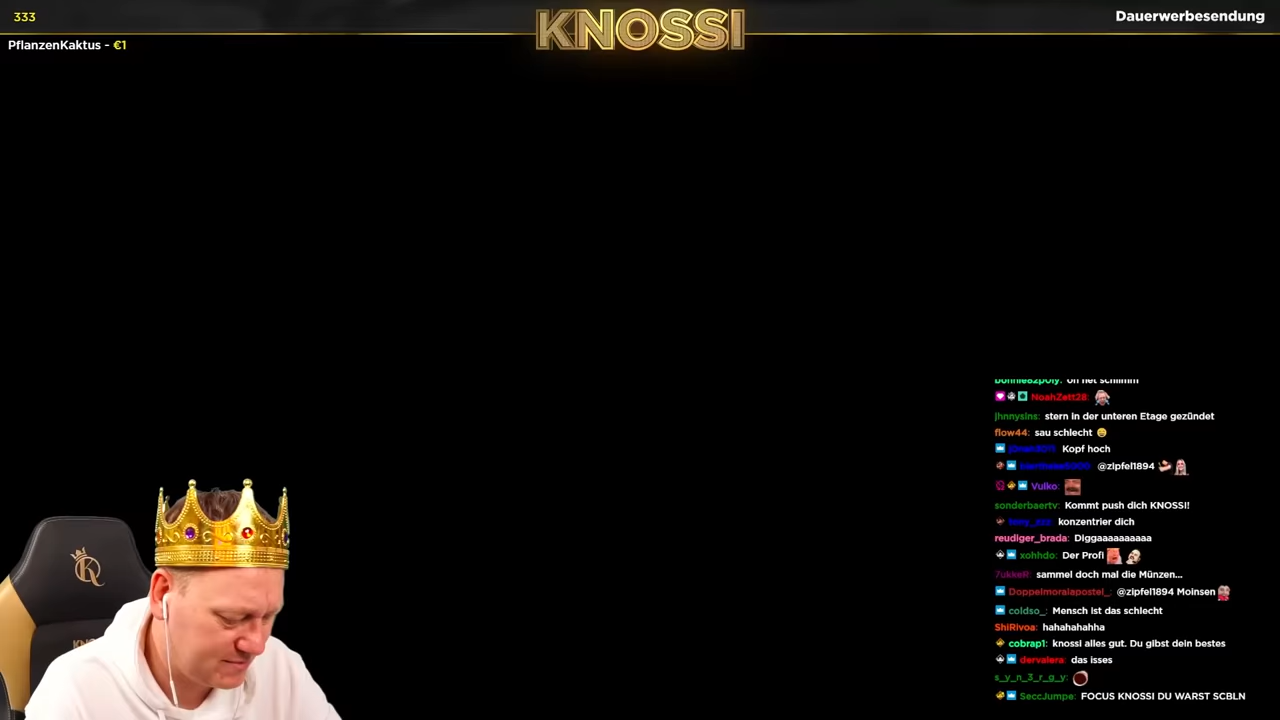 333
KNOSSI
Dauerwerbesendung
PflanzenKaktus - €1
NoahZett28:
jhnnysins: stern in der unteren Etage gezündet
flow44: sau schlecht
Kopf hoch
@zipfel1894
Vulko:
sonderbaertv: Kommt push dich KNOSSI!
konzentrier dich
reudiger_brada: Diggaaaaaaaaaa
xohhdo: Der Profi
7ukkeR: sammel doch mal die Münzen...
Doppelmoralapostel_: @zipfel1894 Moinsen
coldso_: Mensch ist das schlecht
ShiRivoa: hahahahahha
cobrap1: knossi alles gut. Du gibst dein bestes
dervalera: das isses
s_y_n_3_r_g_y:
SeccJumpe: FOCUS KNOSSI DU WARST SCBLN